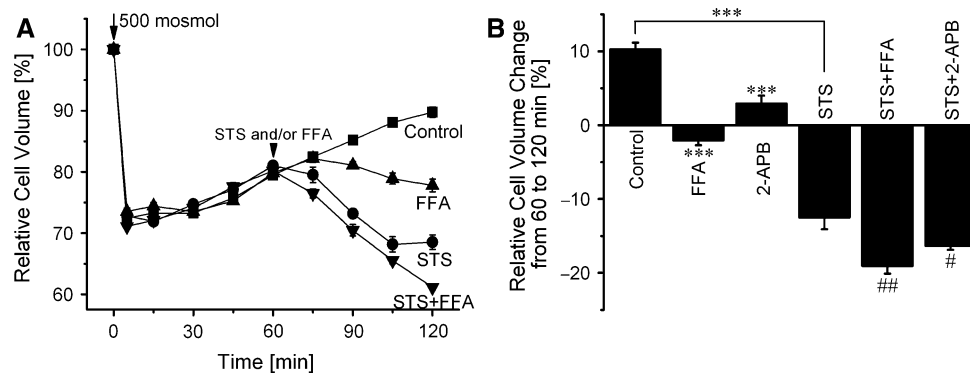 A
500 mosmol
Relative Cell Volume [%]
100
90
80
70
60
STS and/or FFA
Control
FFA
STS
STS+FFA
0
30
60
90
120
Time [min]
B
Relative Cell Volume Change
from 60 to 120 min [%]
10
0
−10
−20
***
Control
***
FFA
***
2-APB
STS
STS+FFA
##
STS+2-APB
#